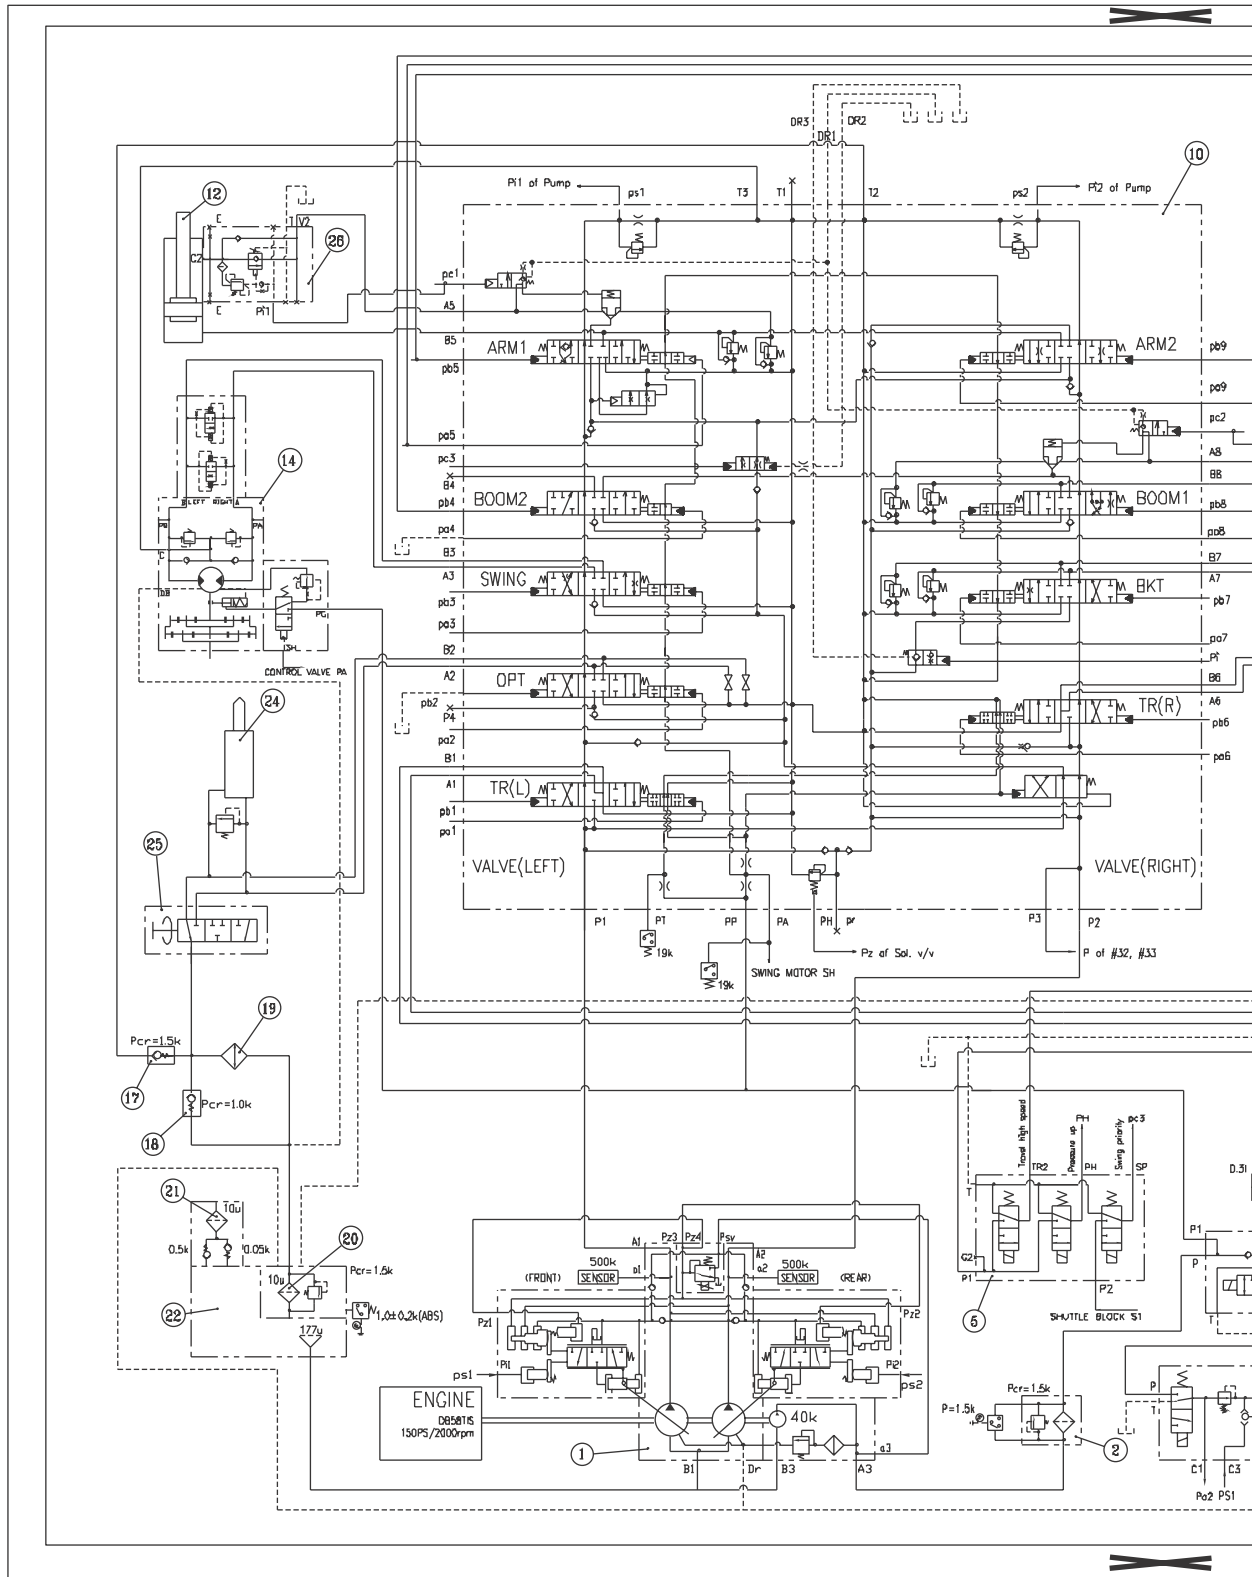 DR3
DR1
DR2
10
12
Pi1 of Pump
ps1
T3
T1
T2
ps2
Pi2 of Pump
E
T
V2
26
C2
E
Pi1
pc1
A5
B5
ARM1
pb5
ARM2
pb9
pa9
pc2
pa5
pc3
A8
B8
14
B
LEFT
RIGHT
A
B4
pb4
BOOM2
BOOM1
pb8
pa8
pa4
PB
PA
C
B3
A3
SWING
pa3
pa3
B7
A7
BKT
pb7
DB
PG
SH
CONTROL VALVE PA
pa7
Pi
B2
A2
OPT
pb2
P4
pa2
B6
A6
TR(R)
pb6
pa6
24
B1
A1
TR(L)
pb1
pa1
25
VALVE(LEFT)
VALVE(RIGHT)
P1
PT
PP
PA
PH
pr
P3
P2
19k
19k
SWING MOTOR SH
Pz of Sol. v/v
P of #32, #33
19
Pcr=1.5k
17
Pcr=1.0k
18
Travel high speed
Pressure up
PH
Swing priority
pc3
TR2
PH
SP
T
D.31
21
10u
0.5k
0.05k
20
10u
Pcr=1.5k
22
1.0±0.2k(ABS)
177u
A1
Pz3
Pz4
Psv
A2
500k
a1
a2
500k
(FRONT)
SENSOR
SENSOR
(REAR)
Pz1
Pz2
Pi1
Pi2
ps1
ps2
G2
P1
5
P2
SHUTTLE BLOCK S1
P1
P
T
ENGINE
DB58TIS
150PS/2000rpm
40k
1
B1
Dr
B3
A3
a3
Pcr=1.5k
P=1.5k
2
P
T
C1
C3
Pa2
PS1